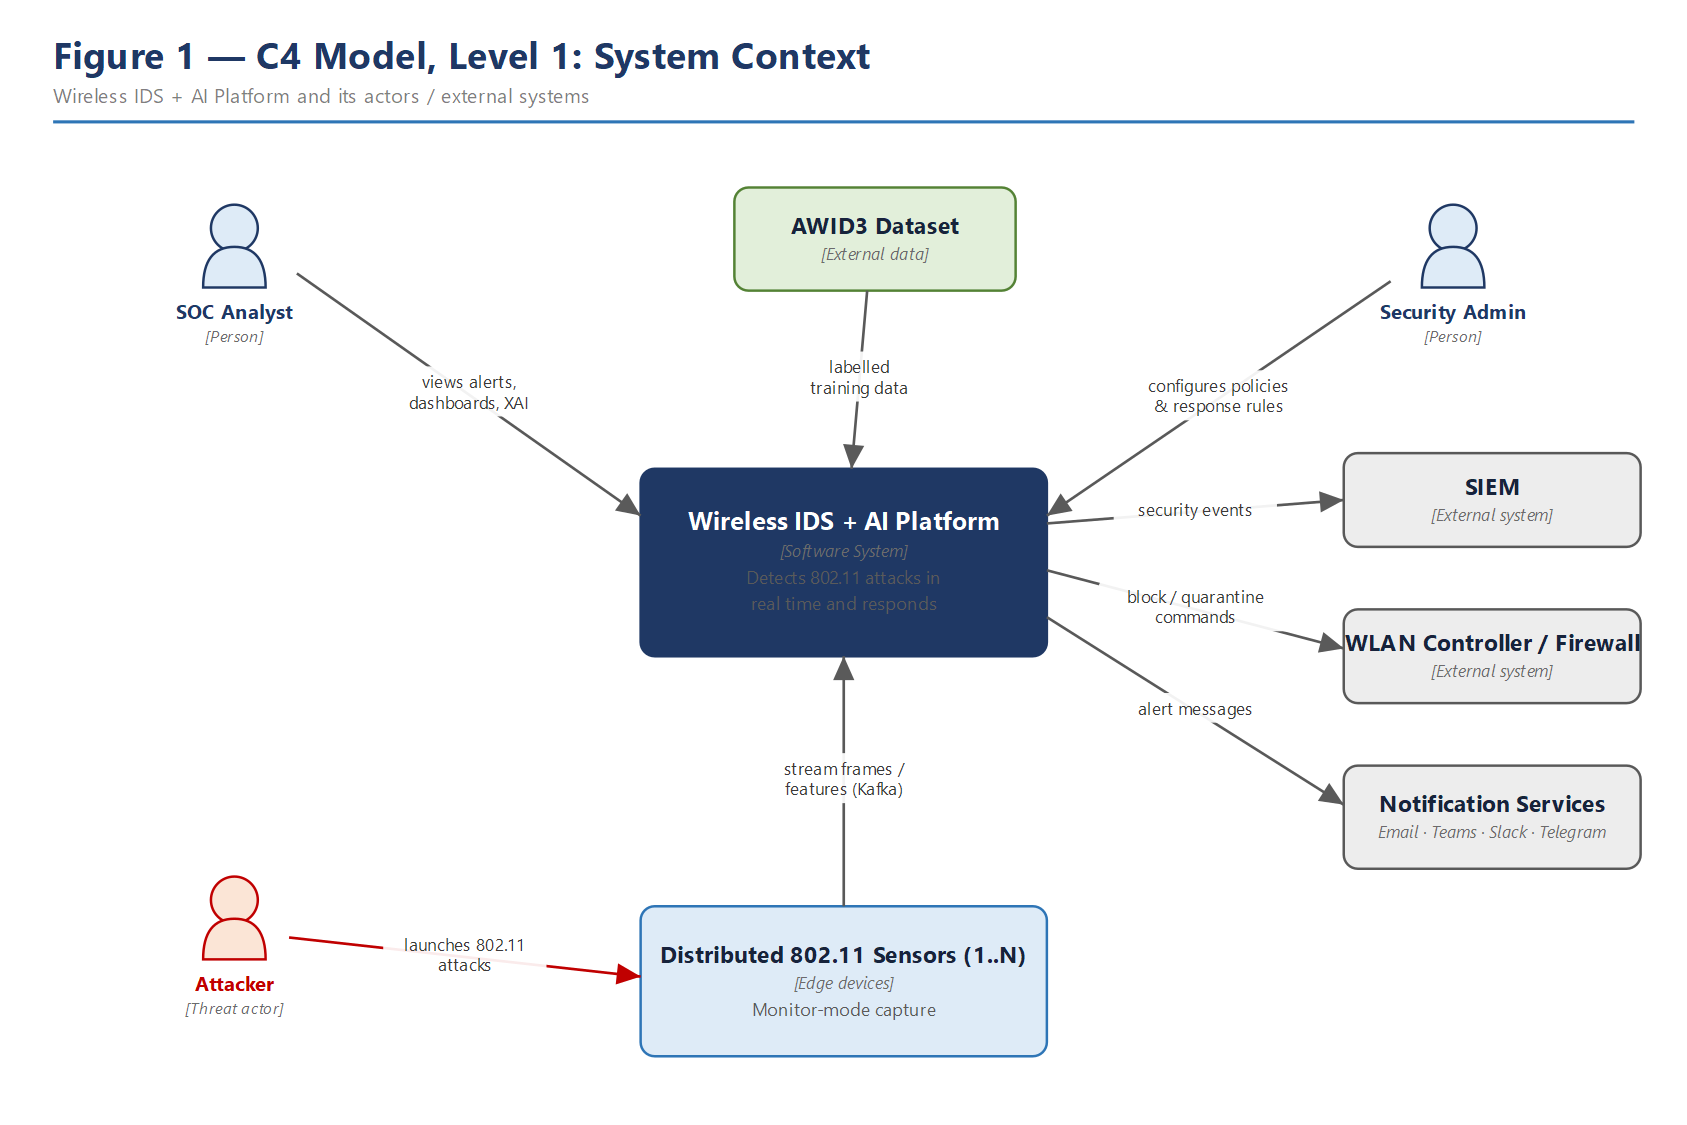 Figure 1 — C4 Model, Level 1: System Context
Wireless IDS + AI Platform and its actors / external systems
AWID3 Dataset
[External data]
SOC Analyst
[Person]
Security Admin
[Person]
labelled
training data
views alerts,
dashboards, XAI
configures policies
& response rules
Wireless IDS + AI Platform
[Software System]
Detects 802.11 attacks in
real time and responds
security events
SIEM
[External system]
block / quarantine
commands
WLAN Controller / Firewall
[External system]
alert messages
Notification Services
Email · Teams · Slack · Telegram
stream frames /
features (Kafka)
Attacker
[Threat actor]
launches 802.11
attacks
Distributed 802.11 Sensors (1..N)
[Edge devices]
Monitor-mode capture